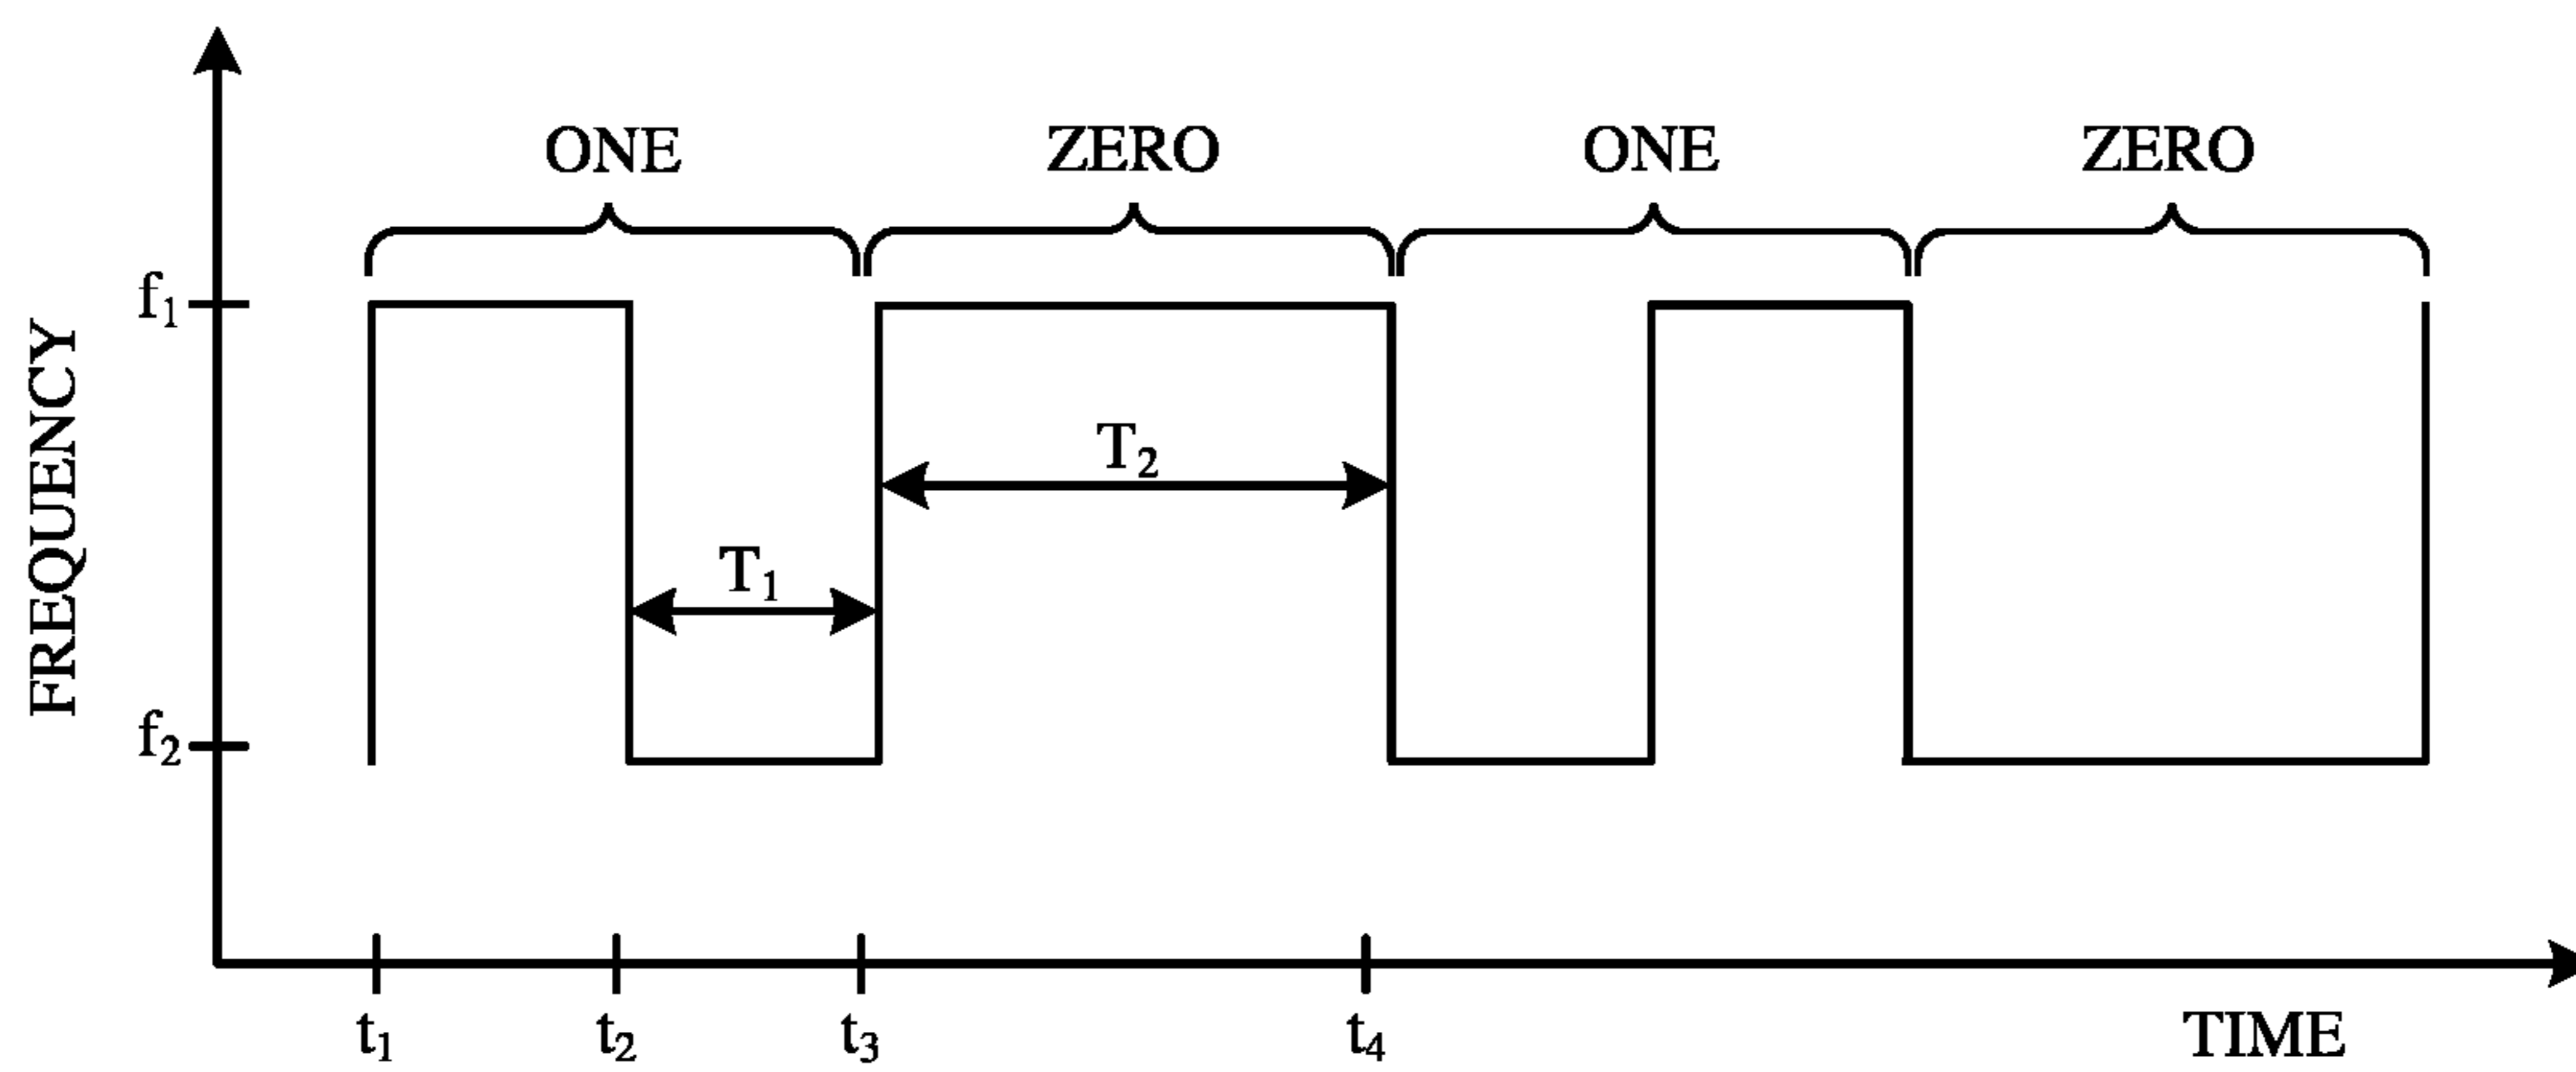 ONE ZERO ONE ZERO
f₁
FREQUENCY
T₂
T₁
f₂
t₁ t₂ t₃ t₄ TIME